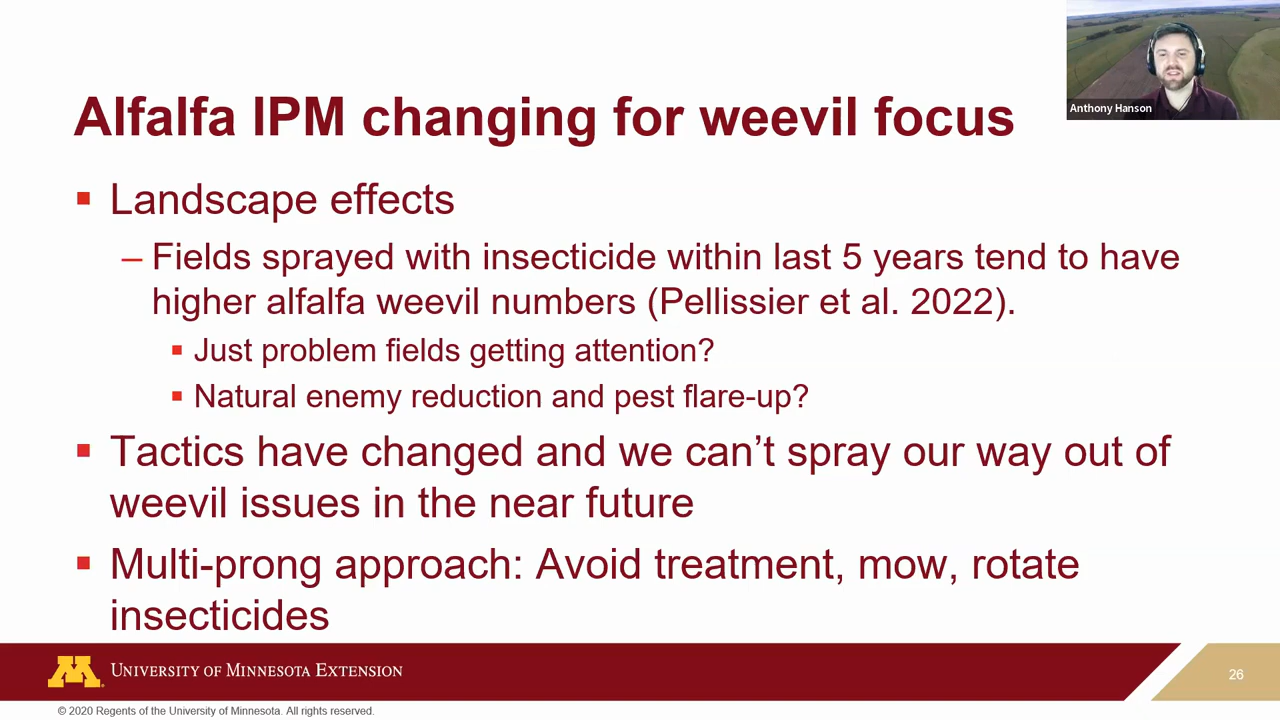 Anthony Hanson
Alfalfa IPM changing for weevil focus
▪ Landscape effects
– Fields sprayed with insecticide within last 5 years tend to have
higher alfalfa weevil numbers (Pellissier et al. 2022).
▪ Just problem fields getting attention?
▪ Natural enemy reduction and pest flare-up?
▪ Tactics have changed and we can’t spray our way out of
weevil issues in the near future
▪ Multi-prong approach: Avoid treatment, mow, rotate
insecticides
M UNIVERSITY OF MINNESOTA EXTENSION
26
© 2020 Regents of the University of Minnesota. All rights reserved.